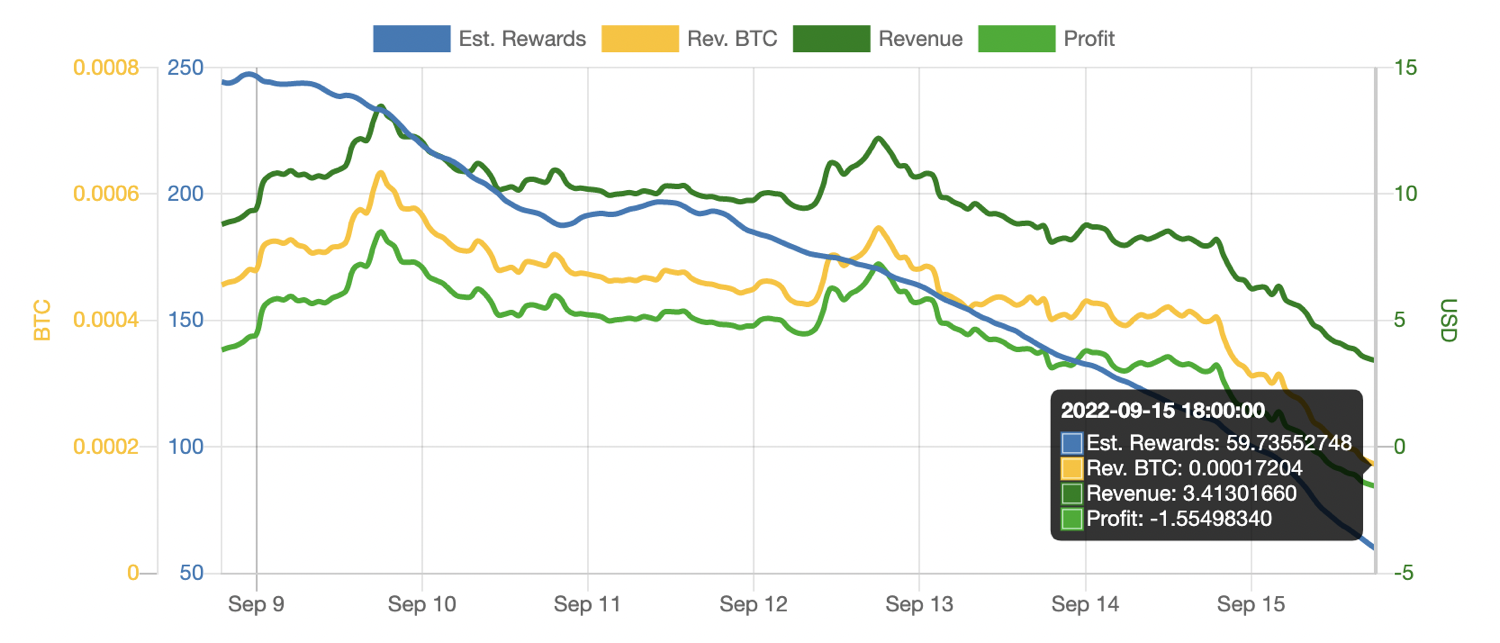 Est. Rewards Rev. BTC Revenue Profit
0.0008 250 15
0.0006 200 10
0.0004 150 5
BTC
USD
0.0002 100 0
0 50 -5
2022-09-15 18:00:00
Est. Rewards: 59.73552748
Rev. BTC: 0.00017204
Revenue: 3.41301660
Profit: -1.55498340
Sep 9 Sep 10 Sep 11 Sep 12 Sep 13 Sep 14 Sep 15